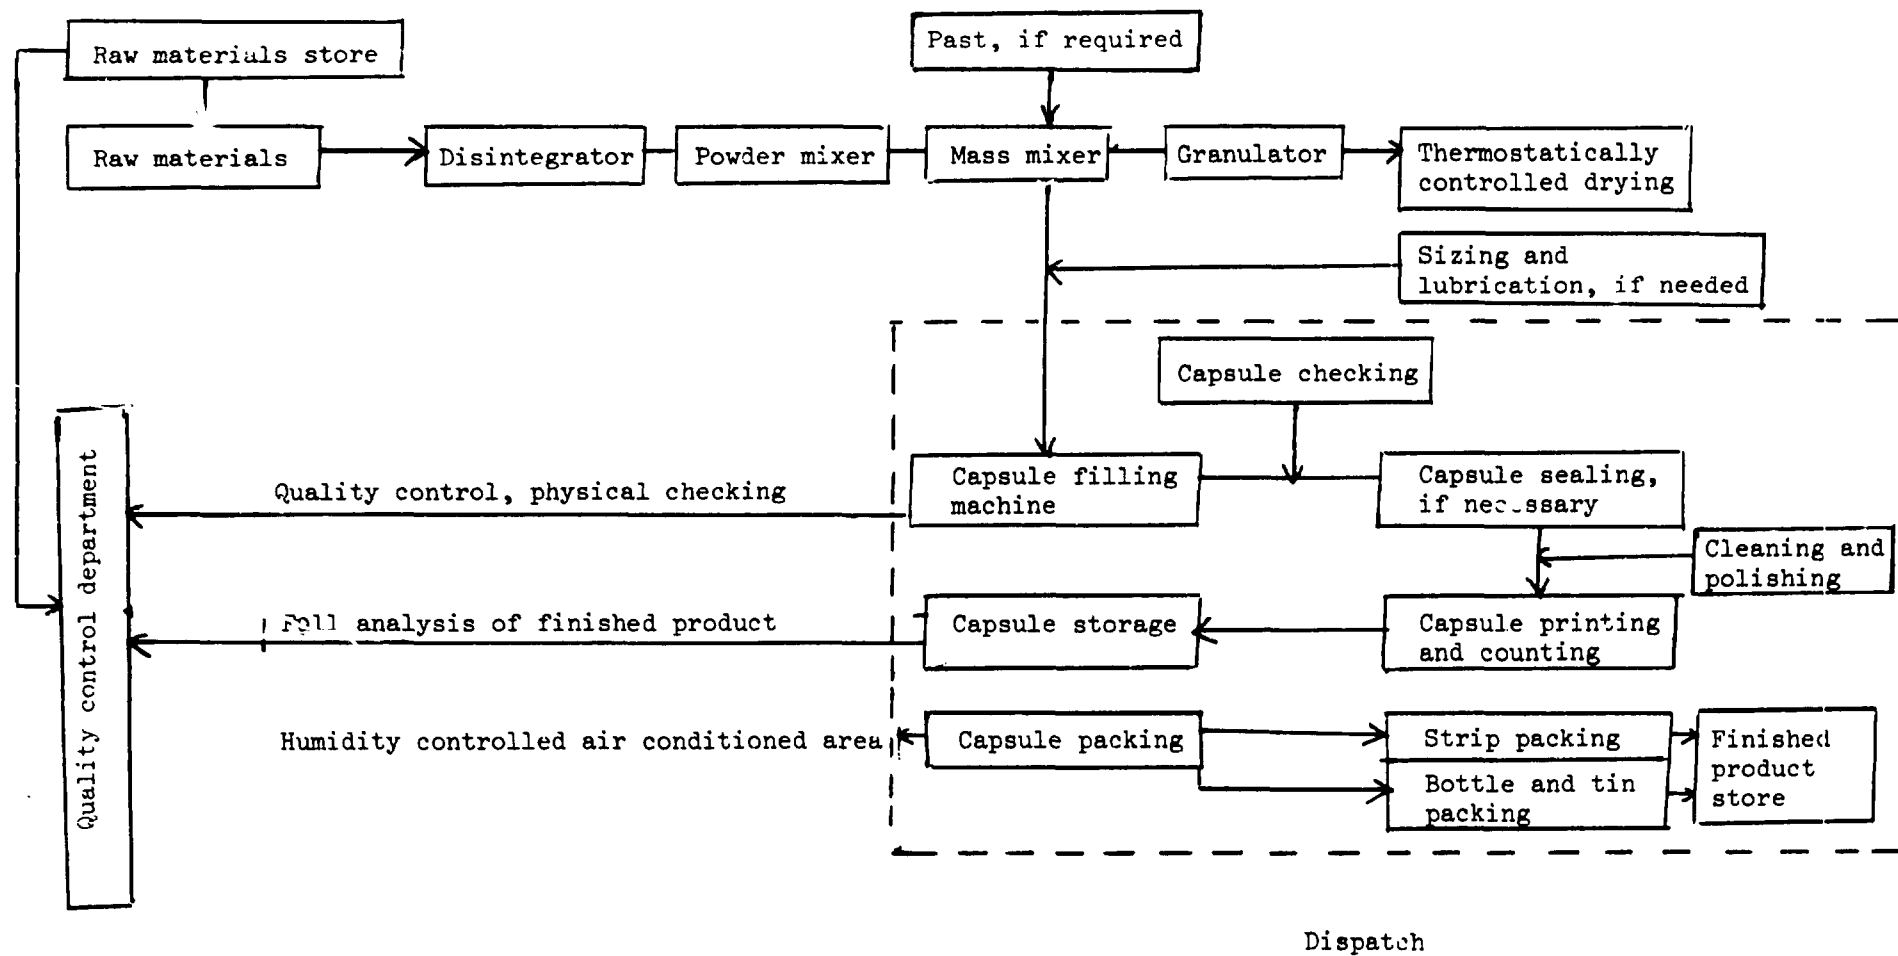 Raw materials store
Past, if required
Raw materials
Disintegrator
Powder mixer
Mass mixer
Granulator
Thermostatically
controlled drying
Sizing and
lubrication, if needed
Capsule checking
Quality control department
Quality control, physical checking
Capsule filling
machine
Capsule sealing,
if necessary
Cleaning and
polishing
Full analysis of finished product
Capsule storage
Capsule printing
and counting
Humidity controlled air conditioned area
Capsule packing
Strip packing
Bottle and tin
packing
Finished
product
store
Dispatch